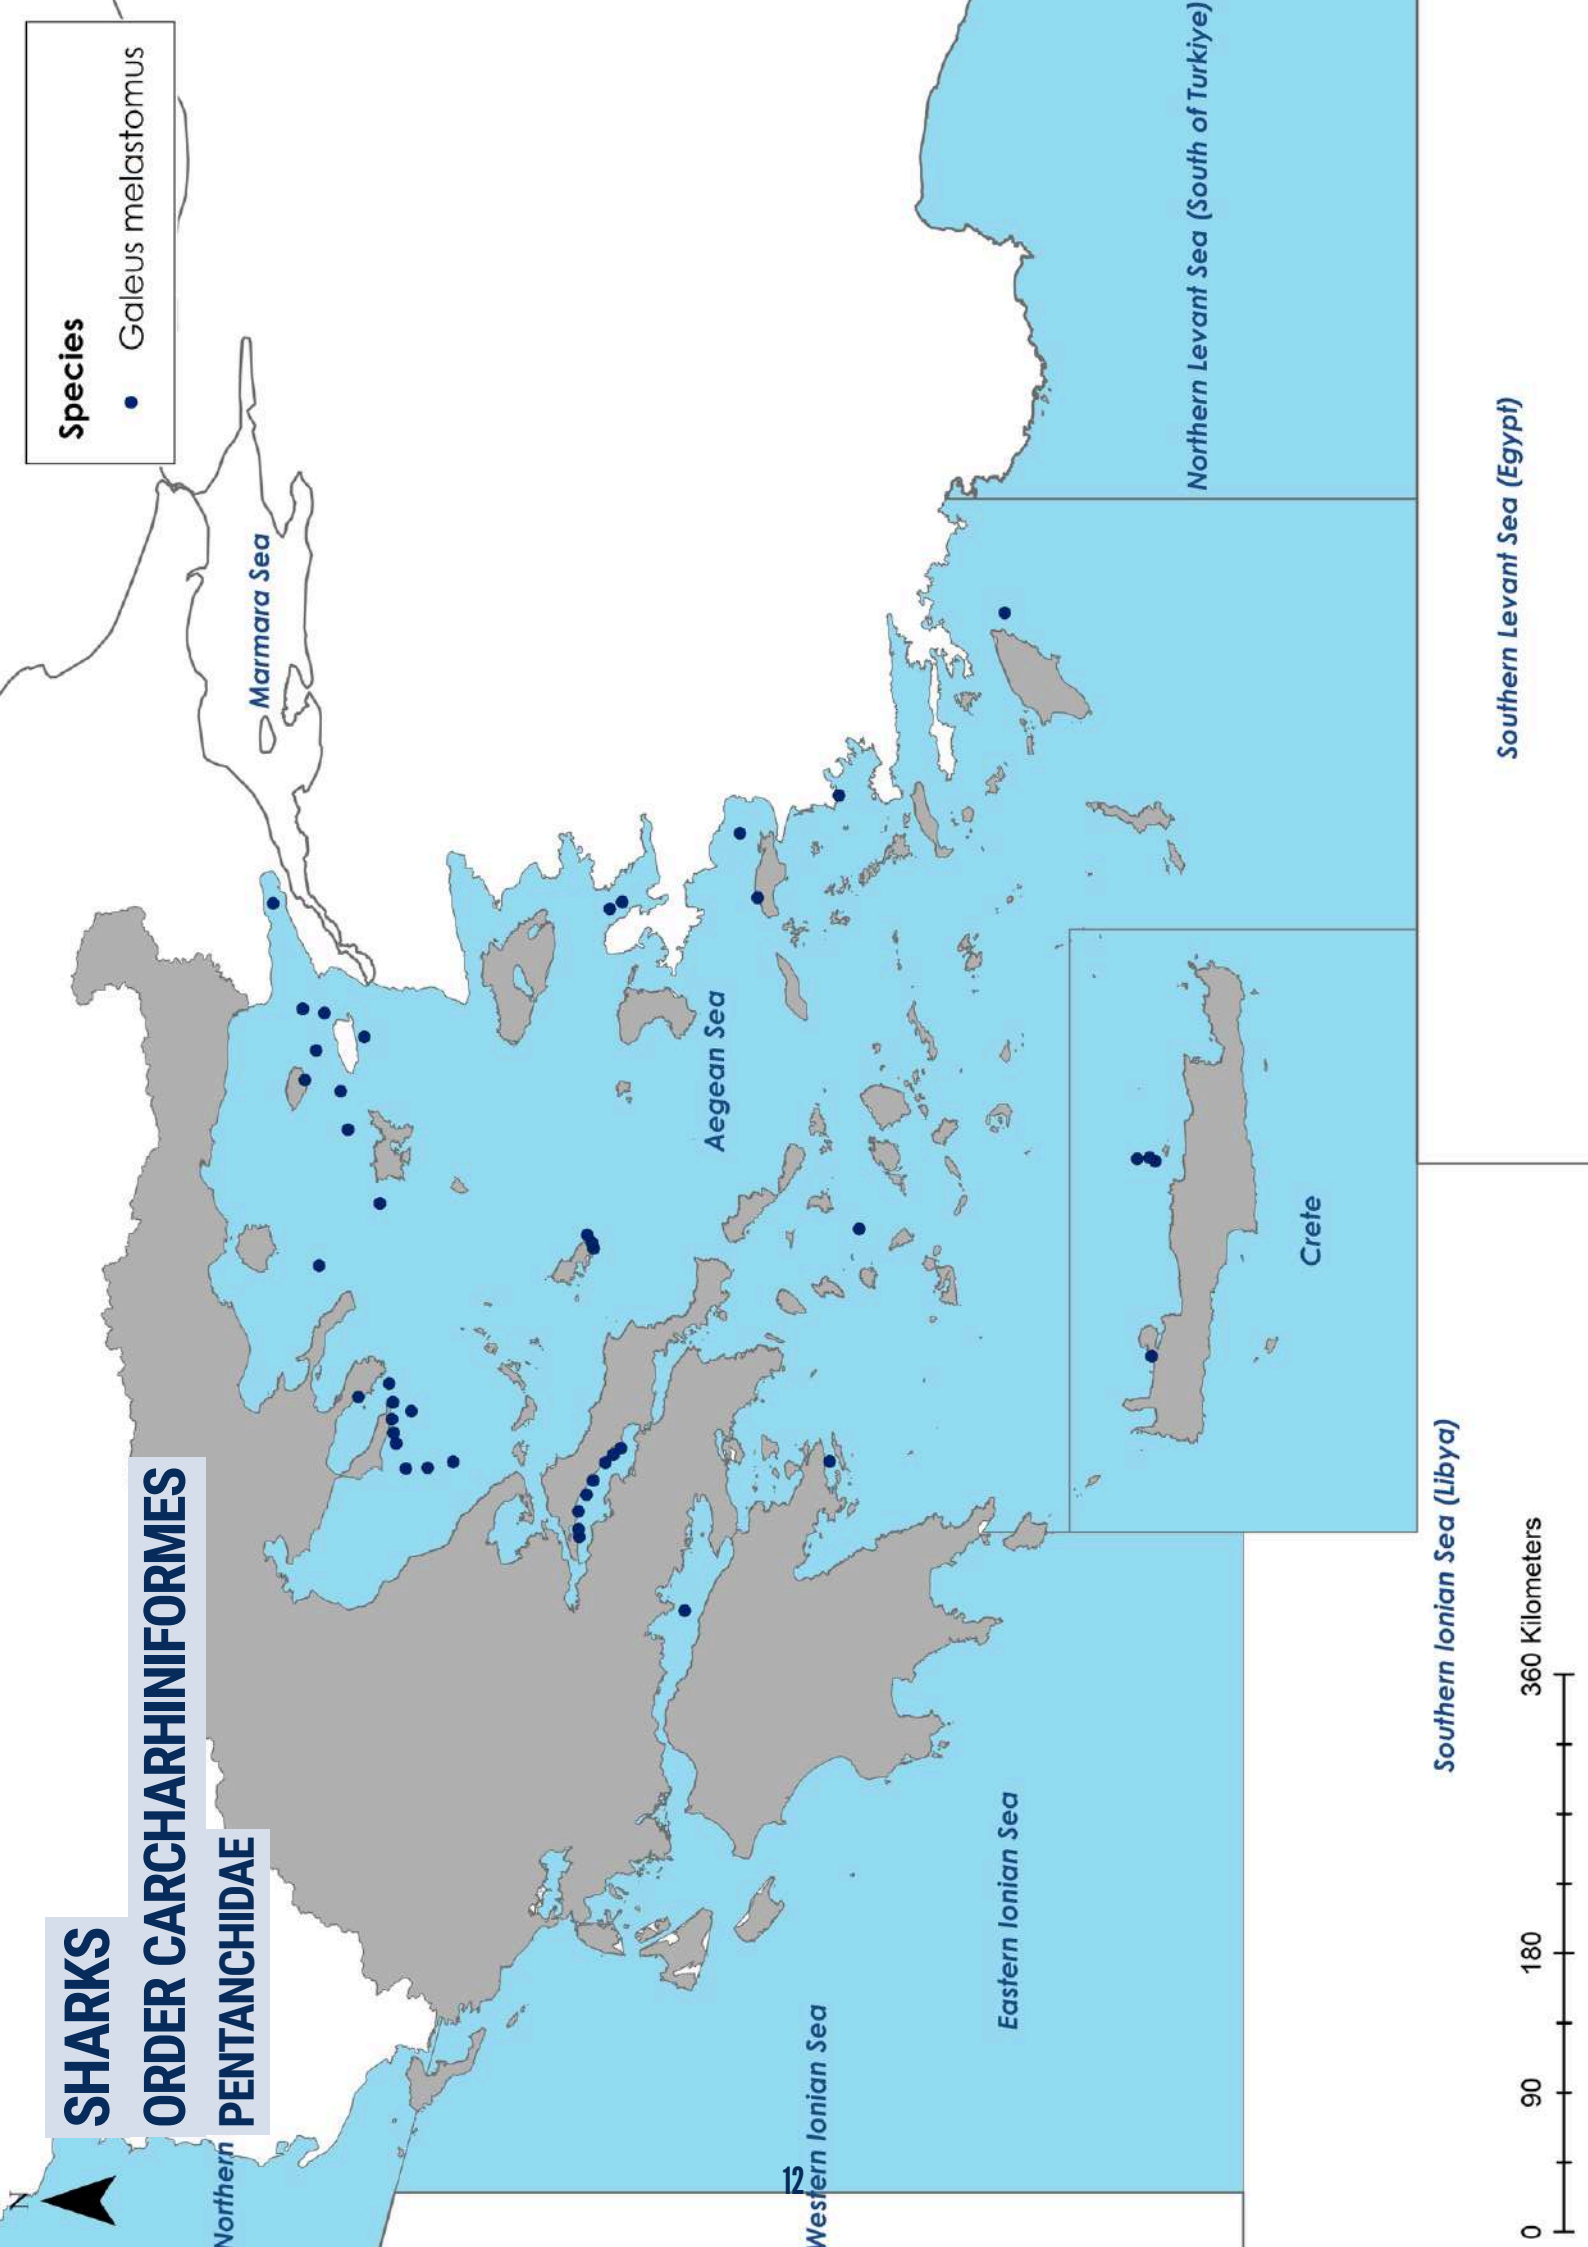 SHARKS
ORDER CARCHARHINIFORMES
PENTANCHIDAE
N
Species
Galeus melastomus
Northern
Marmara Sea
Aegean Sea
Western Ionian Sea
Eastern Ionian Sea
Crete
Northern Levant Sea (South of Turkiye)
Southern Ionian Sea (Libya)
Southern Levant Sea (Egypt)
0 90 180 360 Kilometers
12